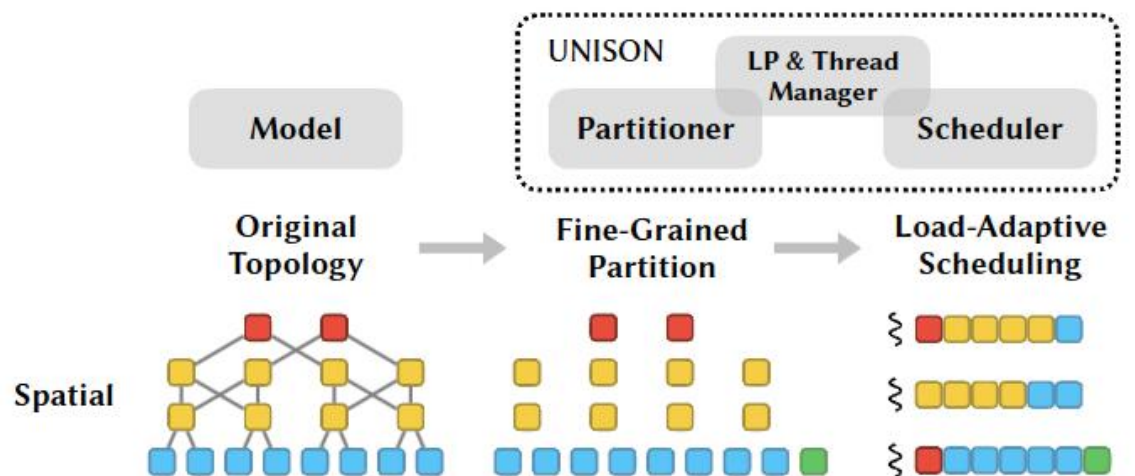 UNISON
LP & Thread
Manager
Model
Partitioner
Scheduler
Original
Topology
Fine-Grained
Partition
Load-Adaptive
Scheduling
Spatial